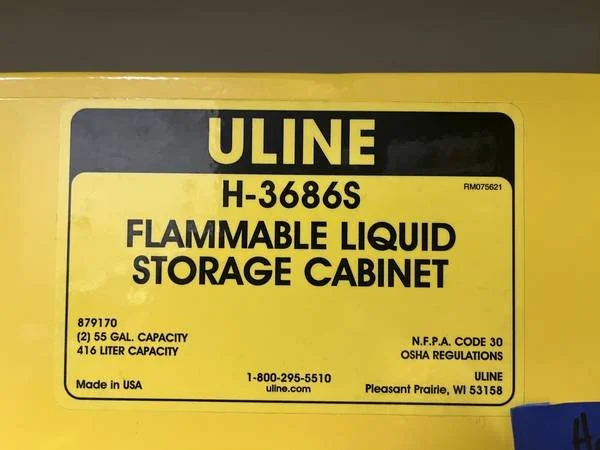 ULINE
H-3686S
RM075621
FLAMMABLE LIQUID
STORAGE CABINET
879170
(2) 55 GAL. CAPACITY
416 LITER CAPACITY
N.F.P.A. CODE 30
OSHA REGULATIONS
Made in USA
1-800-295-5510
uline.com
ULINE
Pleasant Prairie, WI 53158